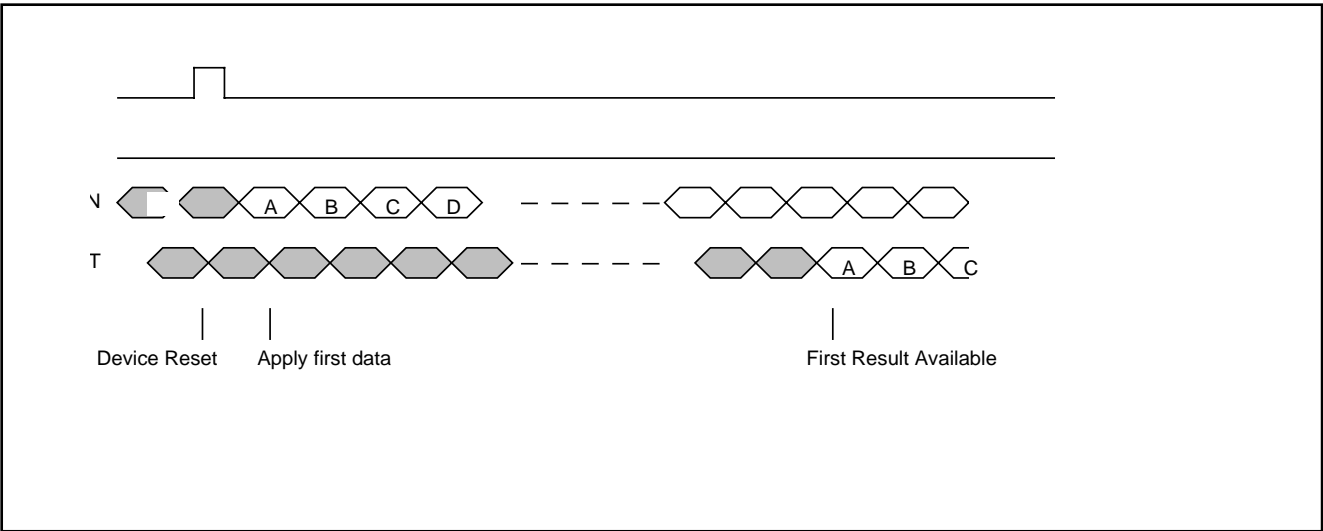 N A B C D
T A B C
Device Reset Apply first data First Result Available